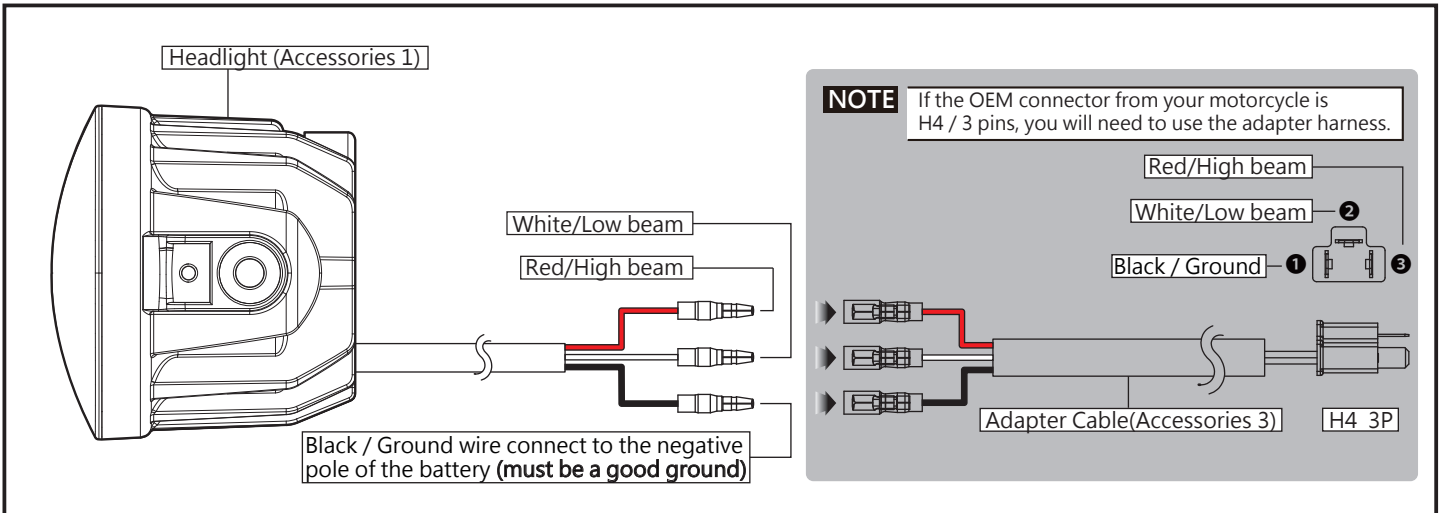 Headlight (Accessories 1)
White/Low beam
Red/High beam
Black / Ground wire connect to the negative
pole of the battery (must be a good ground)
NOTE
If the OEM connector from your motorcycle is
H4 / 3 pins, you will need to use the adapter harness.
Red/High beam
White/Low beam
❷
Black / Ground
❶
❸
Adapter Cable(Accessories 3)
H4 3P